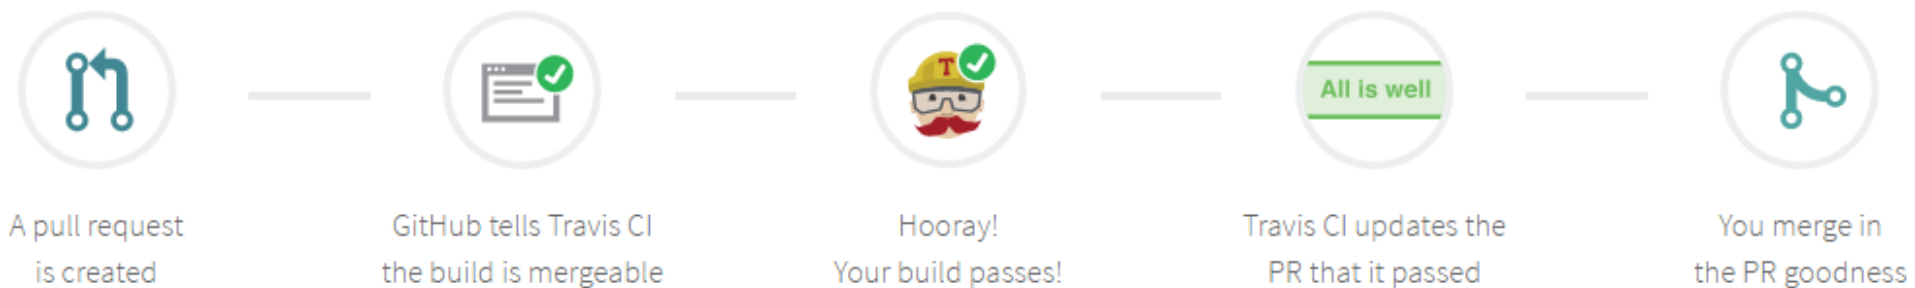 T
All is well
A pull request
is created
GitHub tells Travis CI
the build is mergeable
Hooray!
Your build passes!
Travis CI updates the
PR that it passed
You merge in
the PR goodness